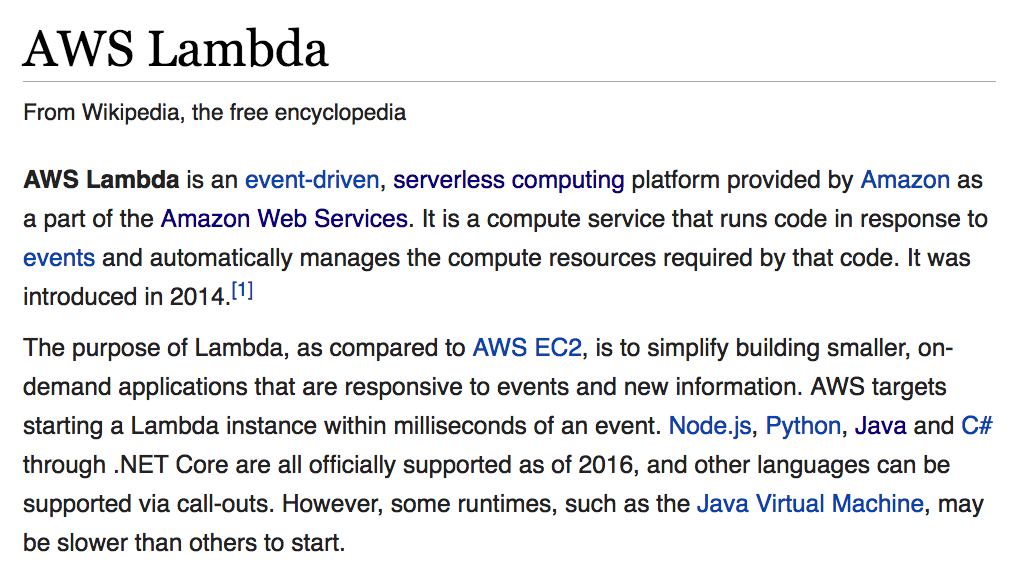 AWS Lambda
From Wikipedia, the free encyclopedia
AWS Lambda is an event-driven, serverless computing platform provided by Amazon as
a part of the Amazon Web Services. It is a compute service that runs code in response to
events and automatically manages the compute resources required by that code. It was
introduced in 2014.[1]
The purpose of Lambda, as compared to AWS EC2, is to simplify building smaller, on-
demand applications that are responsive to events and new information. AWS targets
starting a Lambda instance within milliseconds of an event. Node.js, Python, Java and C#
through .NET Core are all officially supported as of 2016, and other languages can be
supported via call-outs. However, some runtimes, such as the Java Virtual Machine, may
be slower than others to start.